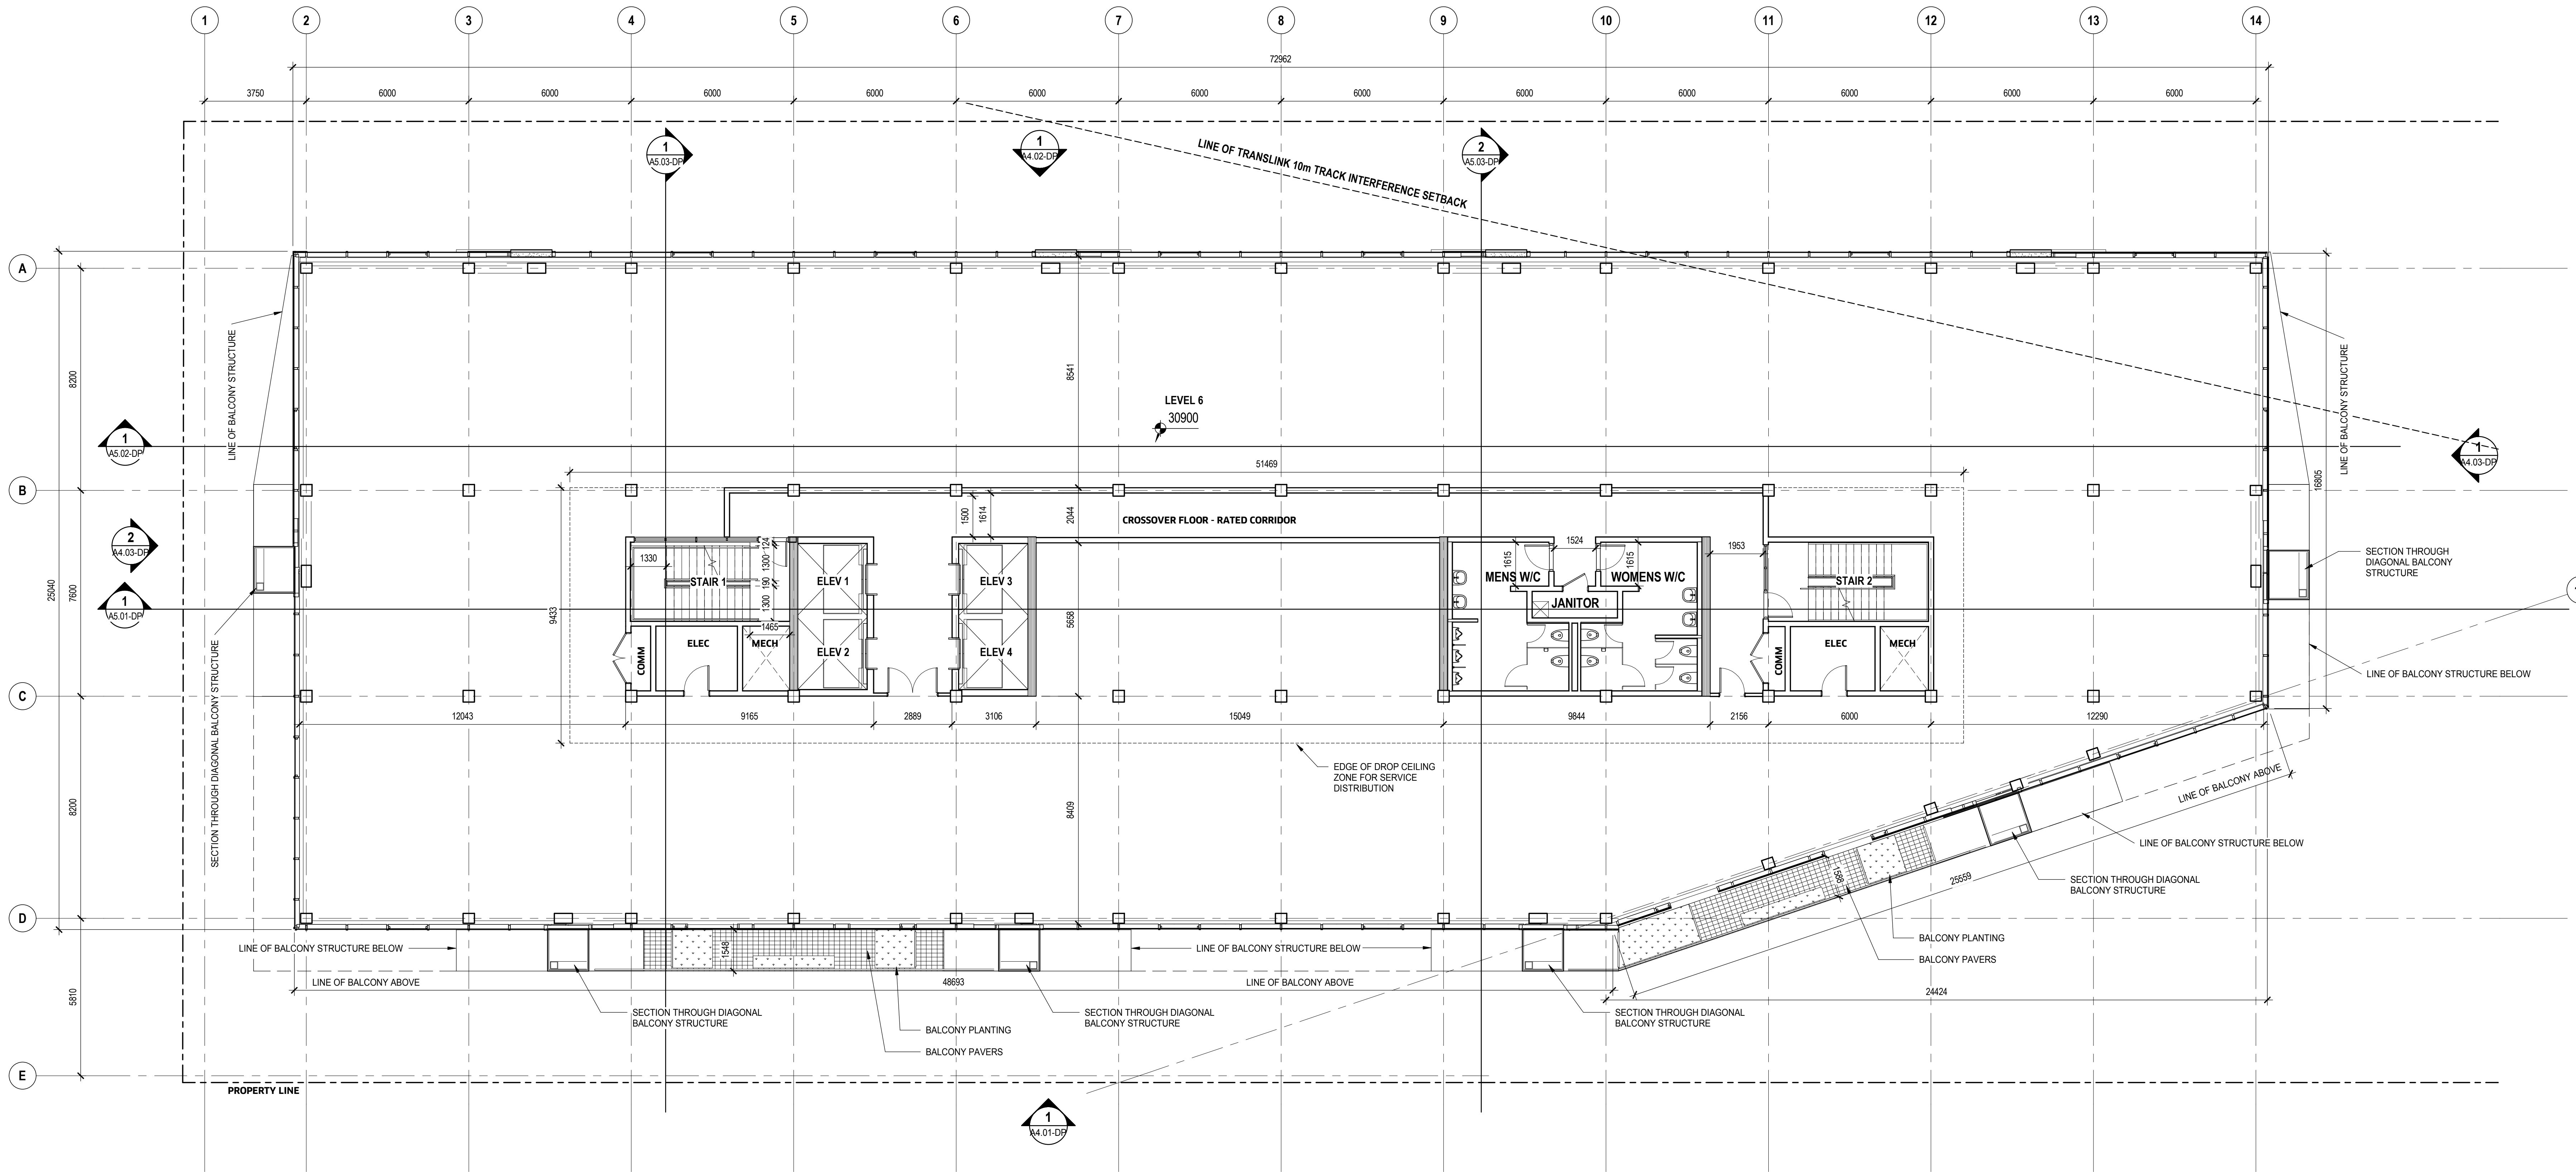 1 2 3 4 5 6 7 8 9 10 11 12 13 14
72962
3750 6000 6000 6000 6000 6000 6000 6000 6000 6000 6000 6000 6000
1
A5.03-DP
1
A4.02-DP
2
A5.03-DP
LINE OF TRANSLINK 10m TRACK INTERFERENCE SETBACK
A
B
C
D
E
25040
8200
7600
8200
5810
LINE OF BALCONY STRUCTURE
SECTION THROUGH DIAGONAL BALCONY STRUCTURE
1
A5.02-DP
2
A4.03-DP
1
A5.01-DP
1
A4.03-DP
LEVEL 6
30900
8541
51469
9433
1500
1614
2044
5658
8409
CROSSOVER FLOOR - RATED CORRIDOR
1330
124
1300
190
1300
1465
STAIR 1
COMM
ELEC
MECH
ELEV 1
ELEV 2
ELEV 3
ELEV 4
1615
1524
1615
MENS W/C
WOMENS W/C
JANITOR
1953
STAIR 2
COMM
ELEC
MECH
12043 9165 2889 3106 15049 9844 2156 6000 12290
EDGE OF DROP CEILING
ZONE FOR SERVICE
DISTRIBUTION
LINE OF BALCONY STRUCTURE
16805
SECTION THROUGH
DIAGONAL BALCONY
STRUCTURE
LINE OF BALCONY STRUCTURE BELOW
LINE OF BALCONY ABOVE
LINE OF BALCONY STRUCTURE BELOW
25559
SECTION THROUGH DIAGONAL
BALCONY STRUCTURE
1588
BALCONY PLANTING
BALCONY PAVERS
24424
LINE OF BALCONY STRUCTURE BELOW
LINE OF BALCONY ABOVE
1548
LINE OF BALCONY STRUCTURE BELOW
48693
LINE OF BALCONY ABOVE
SECTION THROUGH DIAGONAL
BALCONY STRUCTURE
BALCONY PLANTING
BALCONY PAVERS
SECTION THROUGH DIAGONAL
BALCONY STRUCTURE
SECTION THROUGH DIAGONAL
BALCONY STRUCTURE
PROPERTY LINE
1
A4.01-DP